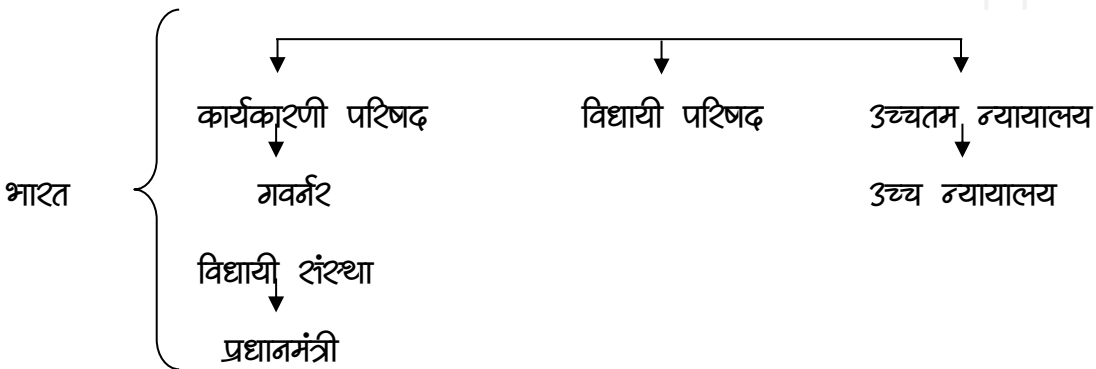 कार्यकारणी परिषद विधायी परिषद उच्चतम न्यायालय
भारत गवर्नर उच्च न्यायालय
विधायी संस्था
प्रधानमंत्री